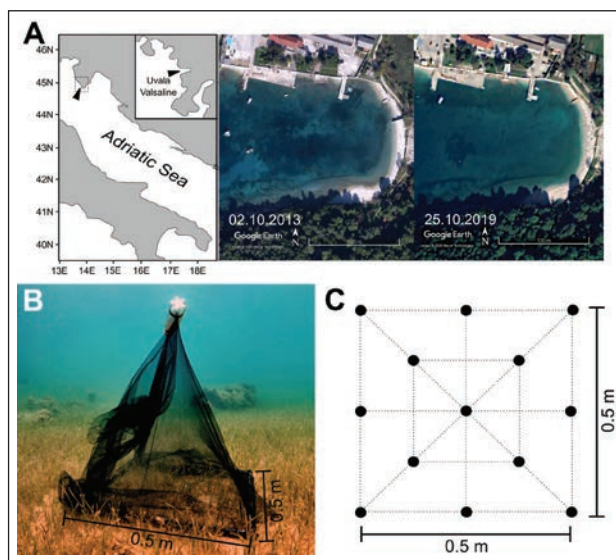 A
46N
45N
44N
43N
42N
41N
40N
13E 14E 15E 16E 17E 18E
Uvala
Valsaline
Adriatic Sea
02.10.2013
Google Earth
N
25.10.2019
Google Earth
N
B
0.5 m
0.5 m
C
0.5 m
0.5 m